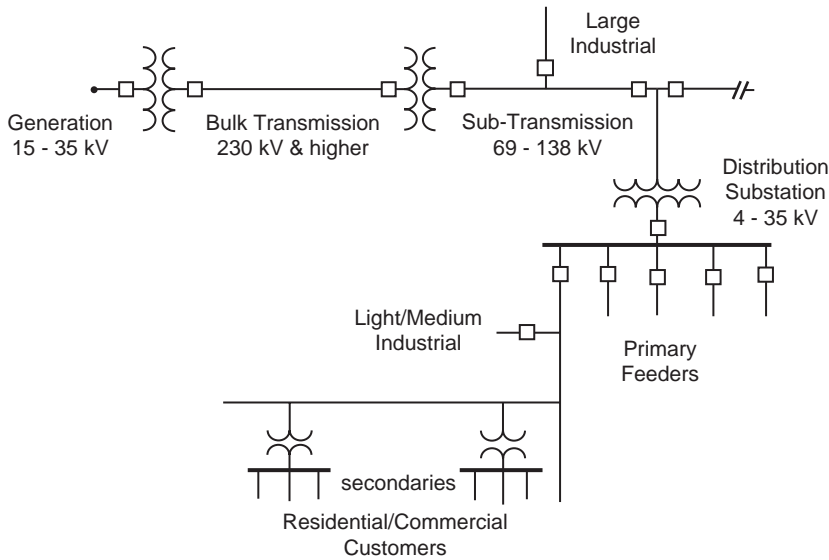 Large
Industrial
Generation
15 - 35 kV
Bulk Transmission
230 kV & higher
Sub-Transmission
69 - 138 kV
Distribution
Substation
4 - 35 kV
Light/Medium
Industrial
Primary
Feeders
secondaries
Residential/Commercial
Customers